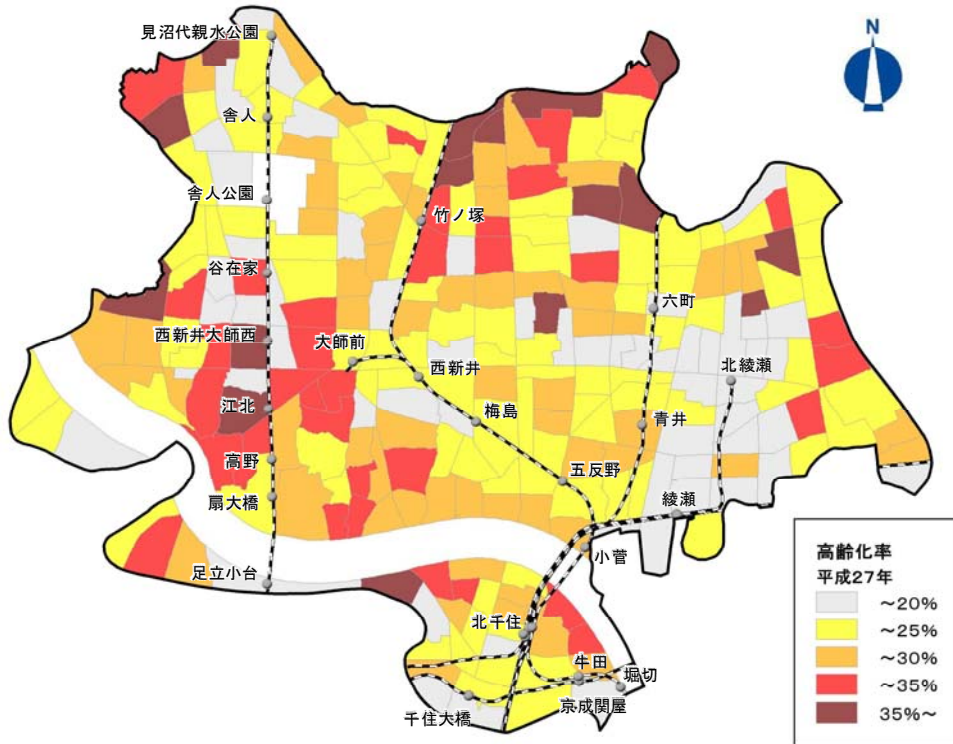 N
見沼代親水公園
舎人
舎人公園
竹ノ塚
谷在家
六町
西新井大師西
大師前
西新井
北綾瀬
江北
梅島
青井
高野
五反野
扇大橋
綾瀬
小菅
足立小台
北千住
牛田
堀切
京成関屋
千住大橋
高齢化率
平成27年
～20%
～25%
～30%
～35%
35%～